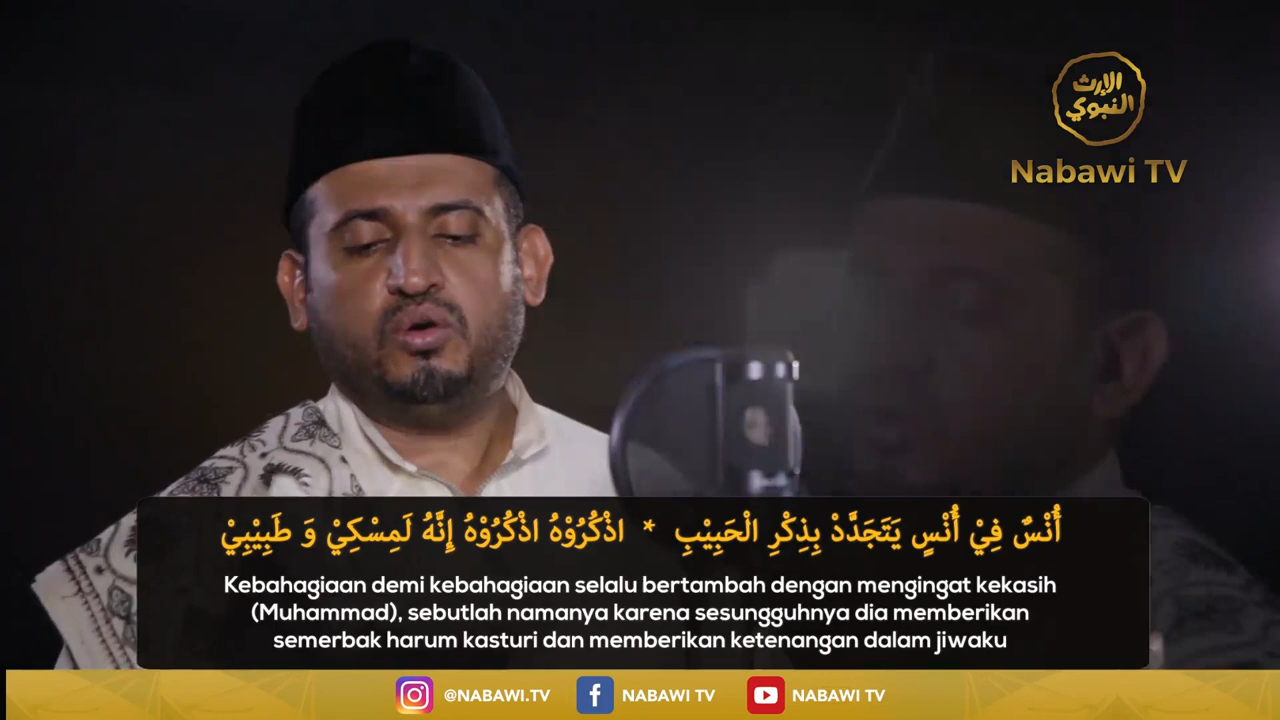 الإرث
النبوي
Nabawi TV
أُنْسٌ فِيْ أُنْسٍ يَتَجَدَّدْ بِذِكْرِ الْحَبِيْبِ * اذْكُرُوْهُ اذْكُرُوْهُ إِنَّهُ لَمِسْكِيْ وَ طَبِيْبِيْ
Kebahagiaan demi kebahagiaan selalu bertambah dengan mengingat kekasih
(Muhammad), sebutlah namanya karena sesungguhnya dia memberikan
semerbak harum kasturi dan memberikan ketenangan dalam jiwaku
@NABAWI.TV NABAWI TV NABAWI TV